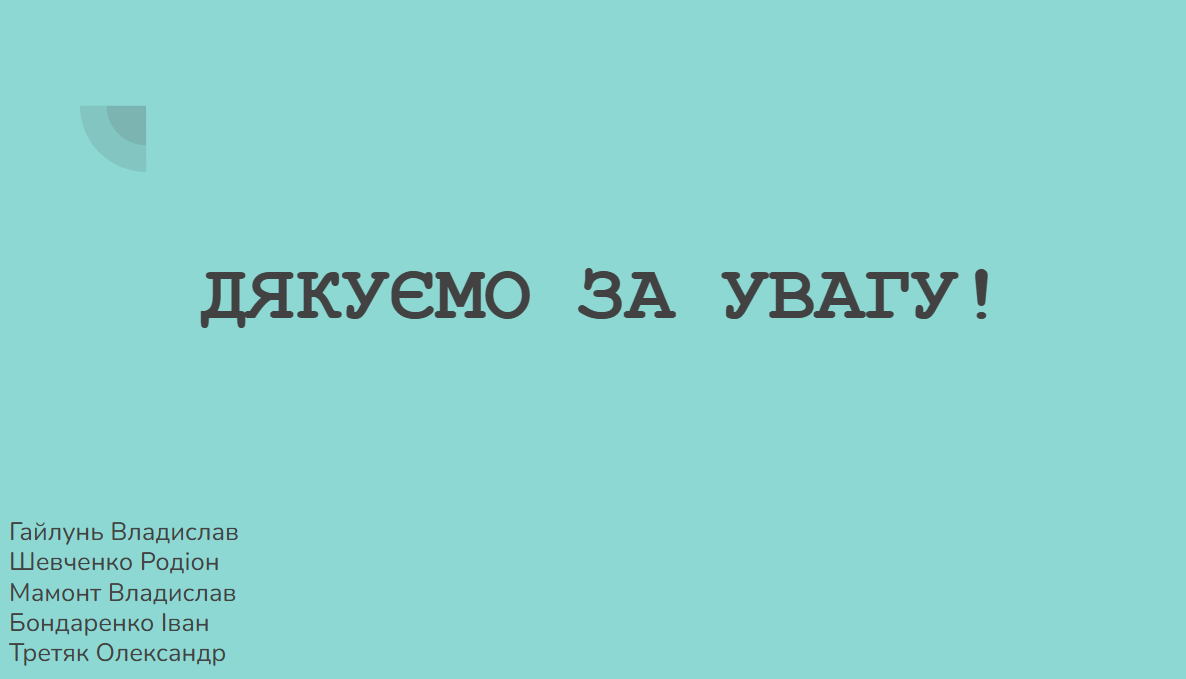 ДЯКУЄМО ЗА УВАГУ!
Гайлунь Владислав
Шевченко Родіон
Мамонт Владислав
Бондаренко Іван
Третяк Олександр